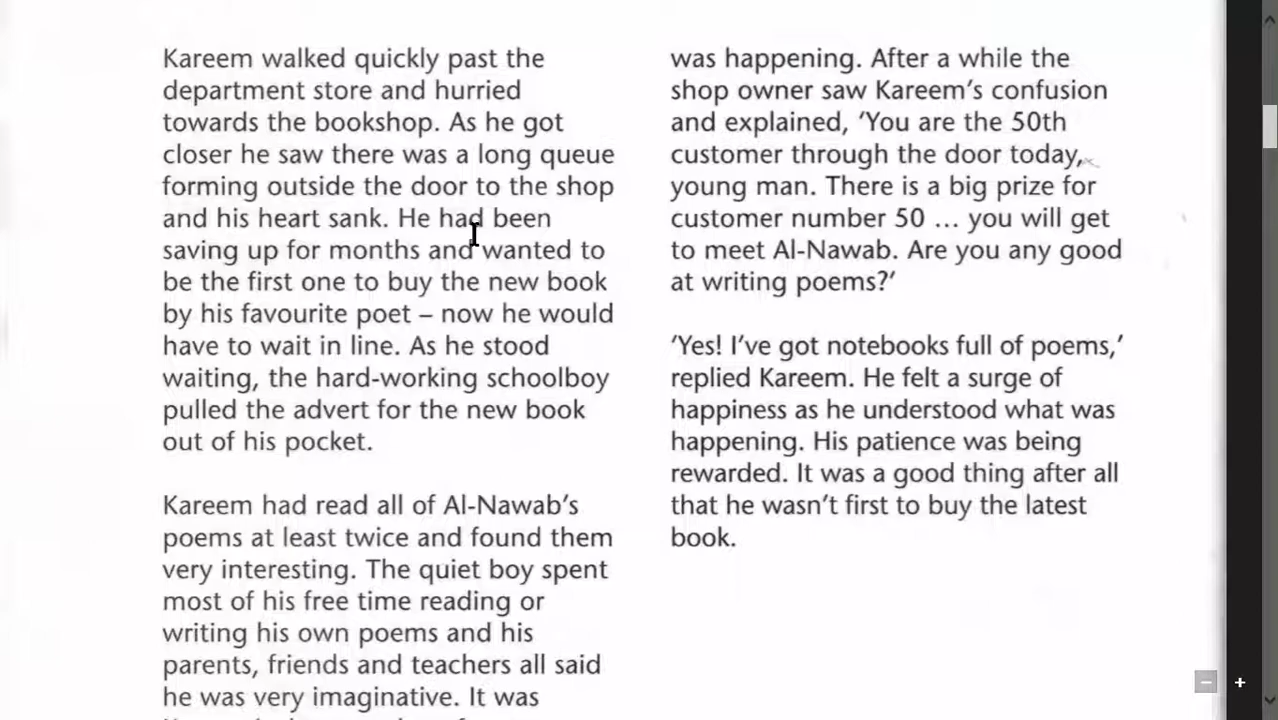 Kareem walked quickly past the
department store and hurried
towards the bookshop. As he got
closer he saw there was a long queue
forming outside the door to the shop
and his heart sank. He had been
saving up for months and wanted to
be the first one to buy the new book
by his favourite poet – now he would
have to wait in line. As he stood
waiting, the hard-working schoolboy
pulled the advert for the new book
out of his pocket.
Kareem had read all of Al-Nawab's
poems at least twice and found them
very interesting. The quiet boy spent
most of his free time reading or
writing his own poems and his
parents, friends and teachers all said
he was very imaginative. It was
was happening. After a while the
shop owner saw Kareem's confusion
and explained, 'You are the 50th
customer through the door today,
young man. There is a big prize for
customer number 50 … you will get
to meet Al-Nawab. Are you any good
at writing poems?'
'Yes! I've got notebooks full of poems,'
replied Kareem. He felt a surge of
happiness as he understood what was
happening. His patience was being
rewarded. It was a good thing after all
that he wasn't first to buy the latest
book.